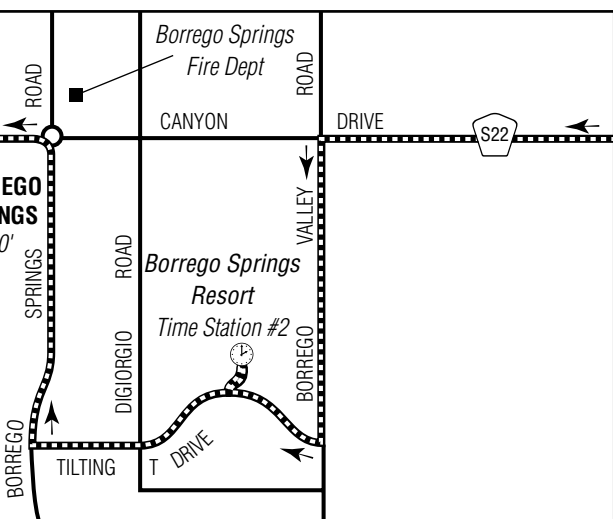 Borrego Springs
Fire Dept
ROAD
ROAD
CANYON
DRIVE
S22
EGO
NGS
0'
SPRINGS
ROAD
VALLEY
Borrego Springs
Resort
Time Station #2
DIGIORGIO
BORREGO
BORREGO
TILTING
T
DRIVE